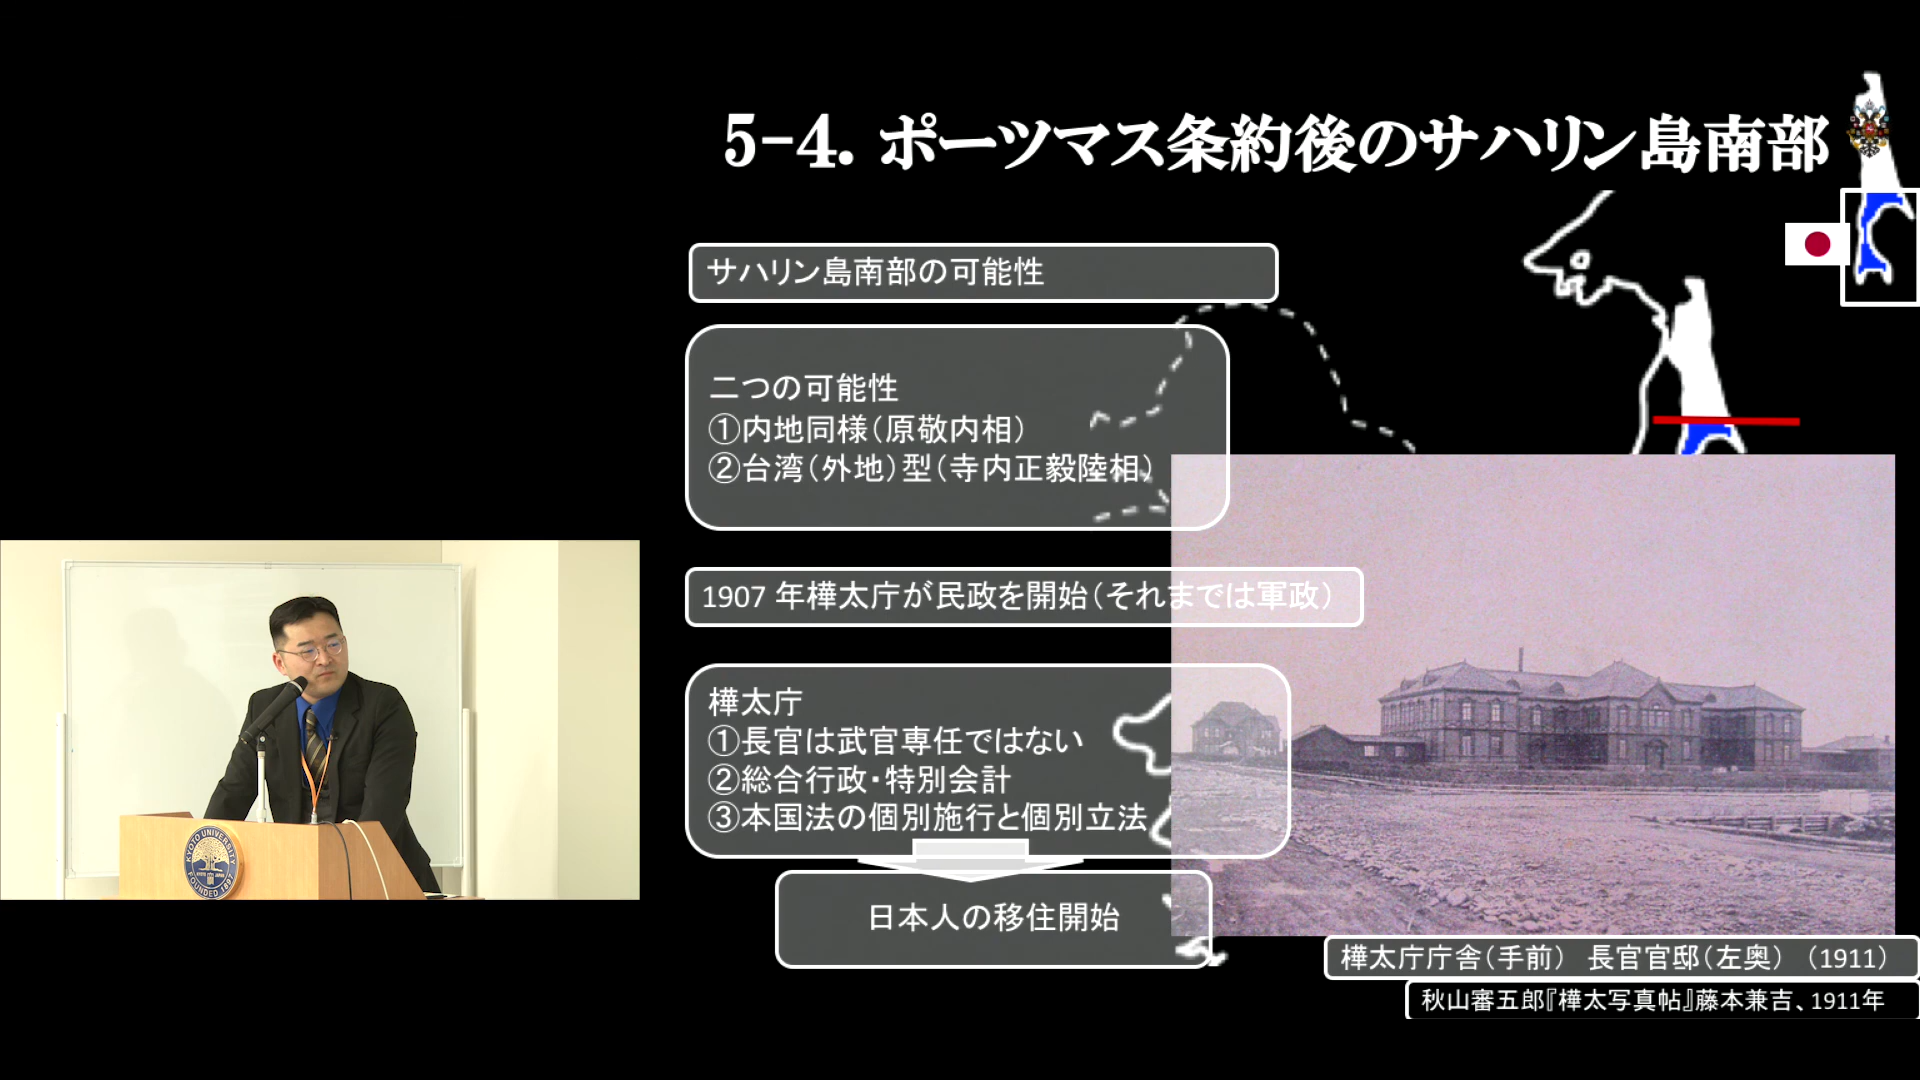 5-4. ポーツマス条約後のサハリン島南部
サハリン島南部の可能性
二つの可能性
①内地同様（原敬内相）
②台湾（外地）型（寺内正毅陸相）
1907 年樺太庁が民政を開始（それまでは軍政）
樺太庁
①長官は武官専任ではない
②総合行政・特別会計
③本国法の個別施行と個別立法
日本人の移住開始
樺太庁庁舎（手前） 長官官邸（左奥）（1911）
秋山審五郎『樺太写真帖』藤本兼吉、1911年
KYOTO UNIVERSITY
KYOTO JAPAN
FOUNDED 1897